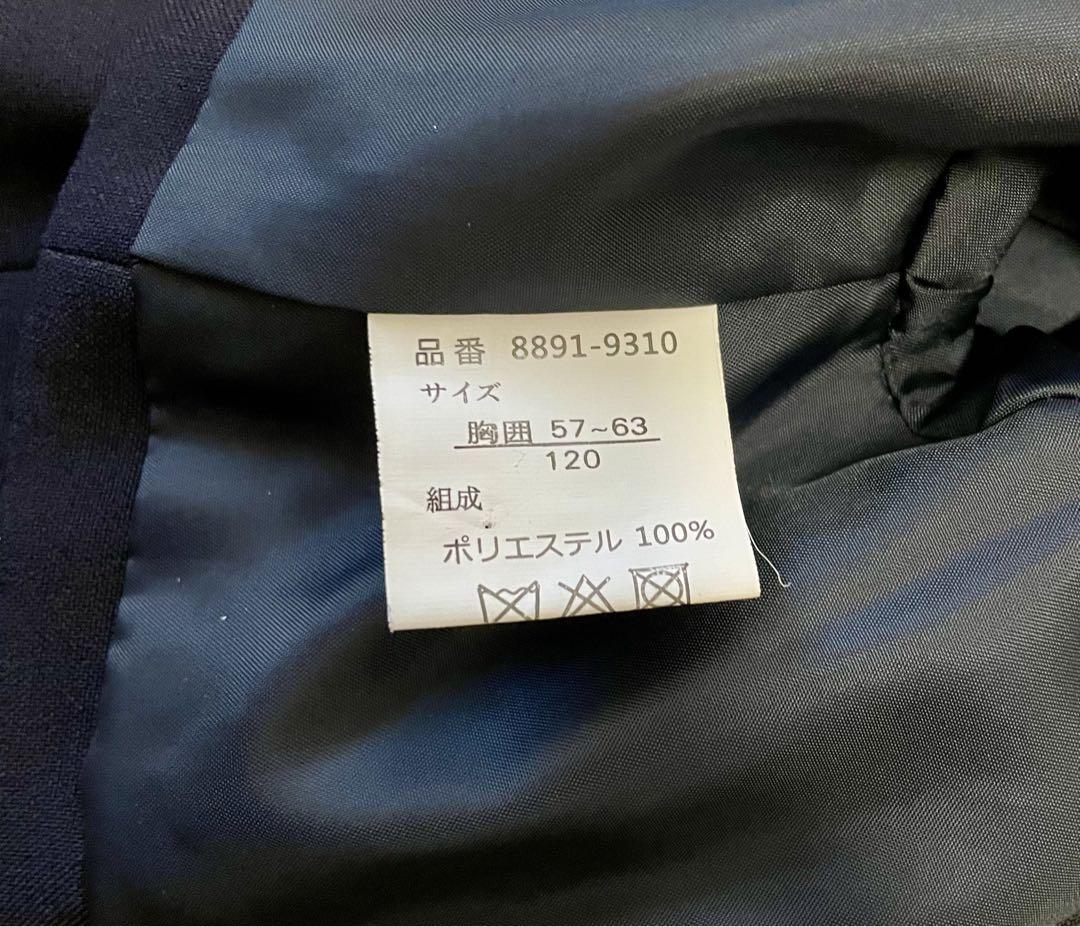 品番 8891-9310
サイズ
胸囲 57~63
120
組成
ポリエステル 100%